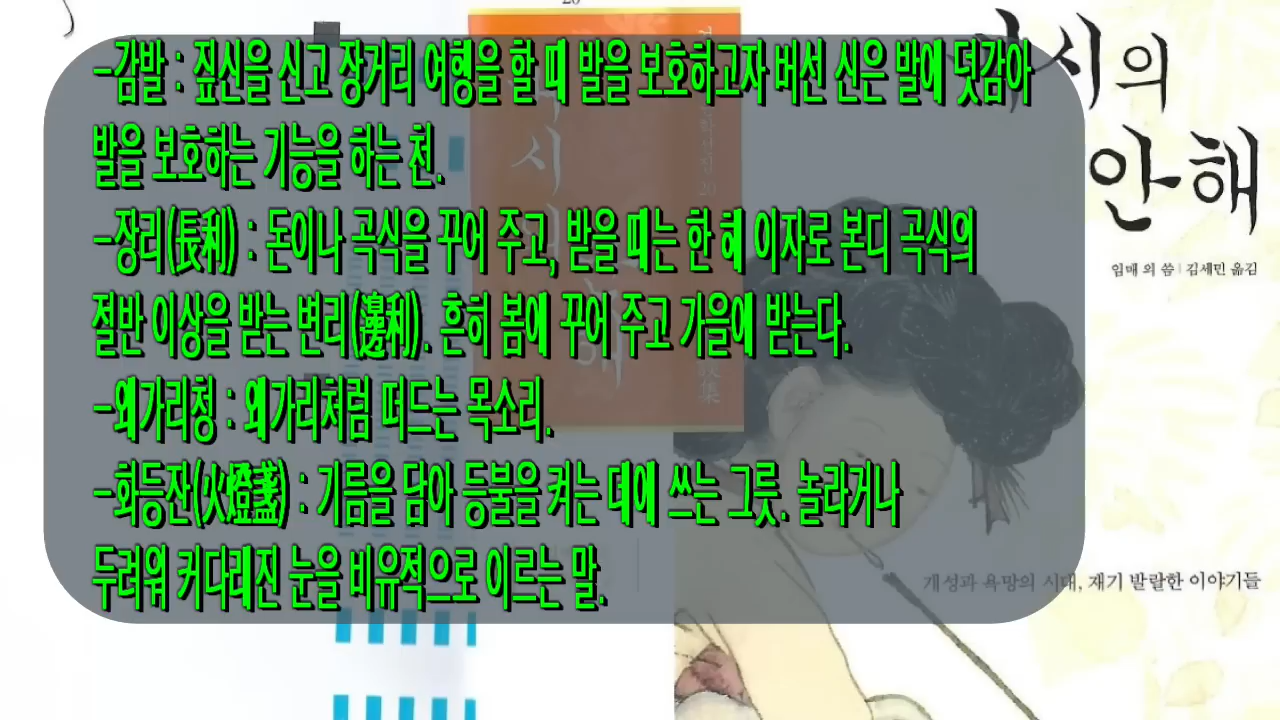 -감발 : 짚신을 신고 장거리 여행을 할 때 발을 보호하고자 버선 신은 발에 덧감아
발을 보호하는 기능을 하는 천.
-장리(長利) : 돈이나 곡식을 꾸어 주고, 받을 때는 한 해 이자로 본디 곡식의
절반 이상을 받는 변리(邊利). 흔히 봄에 꾸어 주고 가을에 받는다.
-왜가리청 : 왜가리처럼 떠드는 목소리.
-화등잔(火燈盞) : 기름을 담아 등불을 켜는 데에 쓰는 그릇. 놀라거나
두려워 커다래진 눈을 비유적으로 이르는 말.
시의
안해
임매 의 씀 | 김세민 옮김
개성과 욕망의 시대, 재기 발랄한 이야기들